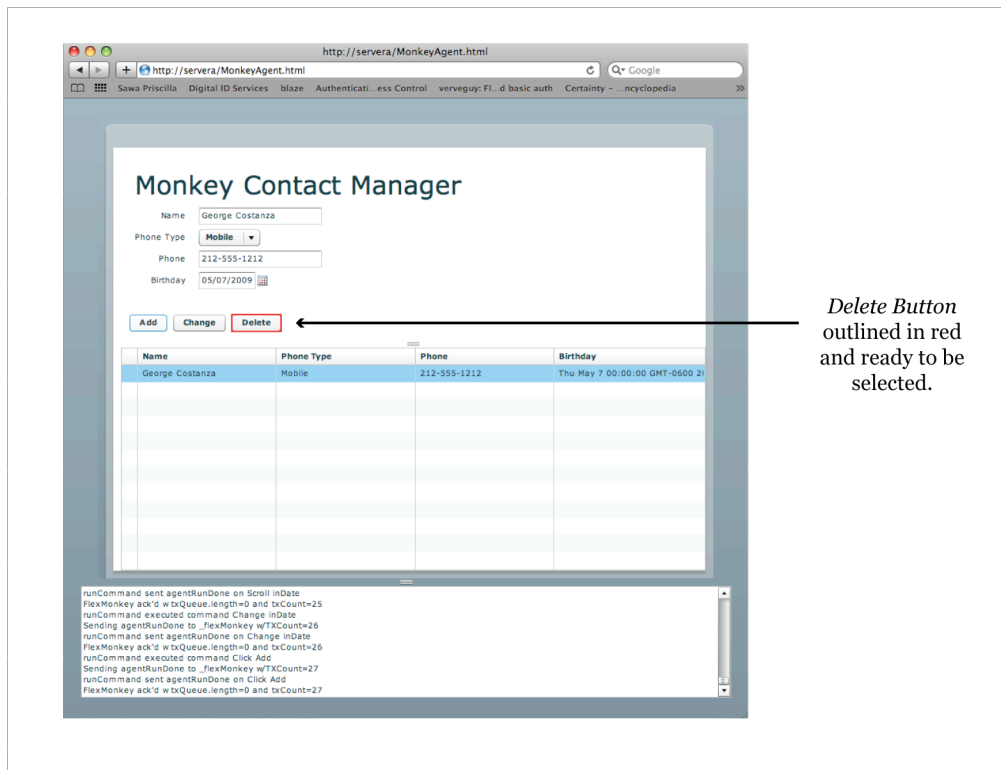 http://servera/MonkeyAgent.html
http://servera/MonkeyAgent.html
Google
Sawa Priscilla Digital ID Services blaze Authenticati...ess Control verveguy: Fl...d basic auth Certainty - ...ncyclopedia
Monkey Contact Manager
Name George Costanza
Phone Type Mobile
Phone 212-555-1212
Birthday 05/07/2009
Add Change Delete
Delete Button
outlined in red
and ready to be
selected.
Name Phone Type Phone Birthday
George Costanza Mobile 212-555-1212 Thu May 7 00:00:00 GMT-0600 20
runCommand sent agentRunDone on Scroll inDate
FlexMonkey ack'd w txQueue.length=0 and txCount=25
runCommand executed command Change inDate
Sending agentRunDone to _flexMonkey w/TXCount=26
runCommand sent agentRunDone on Change inDate
FlexMonkey ack'd w txQueue.length=0 and txCount=26
runCommand executed command Click Add
Sending agentRunDone to _flexMonkey w/TXCount=27
runCommand sent agentRunDone on Click Add
FlexMonkey ack'd w txQueue.length=0 and txCount=27